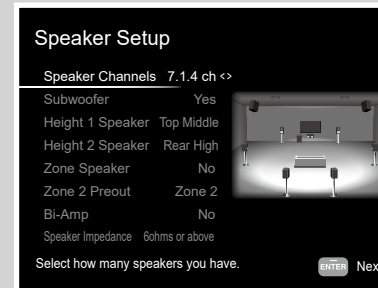 Speaker Setup
Speaker Channels 7.1.4 ch <>
Subwoofer Yes
Height 1 Speaker Top Middle
Height 2 Speaker Rear High
Zone Speaker No
Zone 2 Preout Zone 2
Bi-Amp No
Speaker Impedance 6ohms or above
Select how many speakers you have.
ENTER Nex